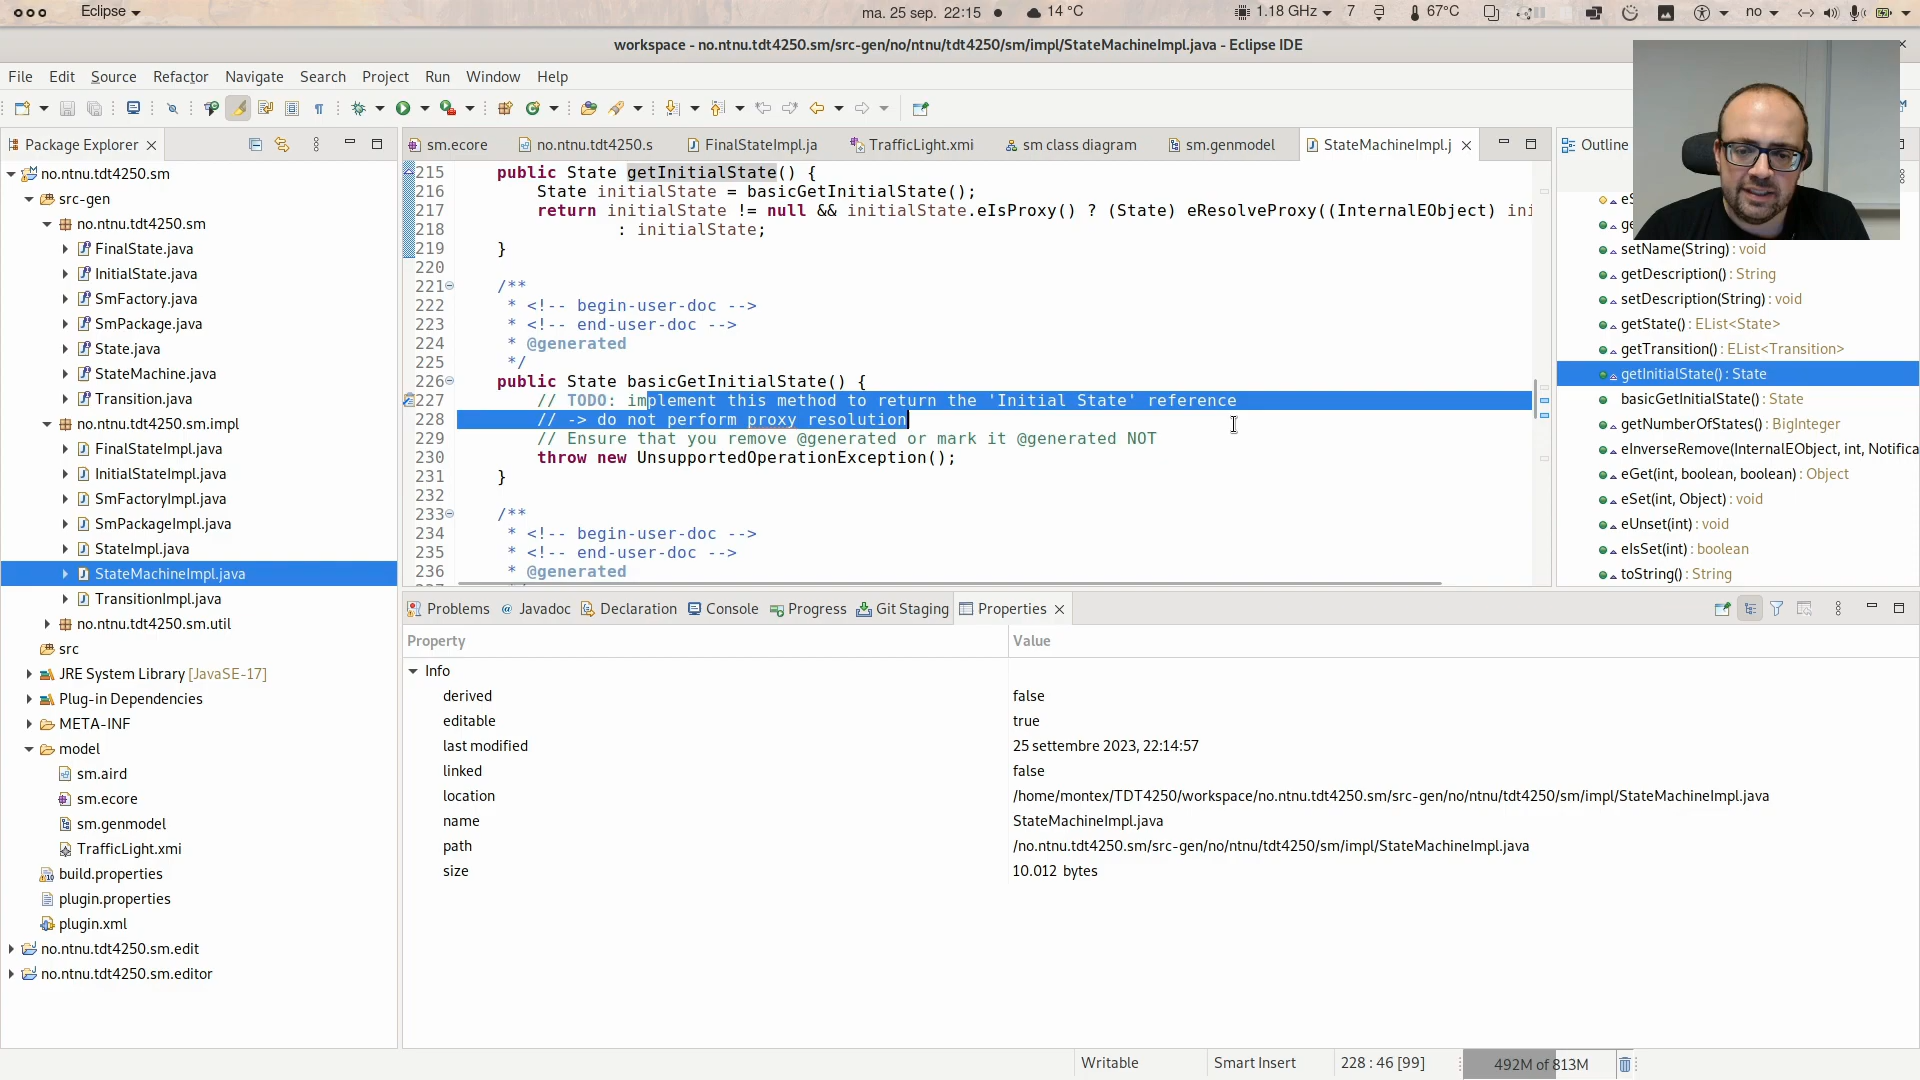 Eclipse
ma. 25 sep. 22:15
14 °C
1.18 GHz
7
67°C
no
workspace - no.ntnu.tdt4250.sm/src-gen/no/ntnu/tdt4250/sm/impl/StateMachineImpl.java - Eclipse IDE
File Edit Source Refactor Navigate Search Project Run Window Help
Package Explorer
sm.ecore
no.ntnu.tdt4250.s
FinalStateImpl.ja
TrafficLight.xmi
sm class diagram
sm.genmodel
StateMachineImpl.j
Outline
no.ntnu.tdt4250.sm
src-gen
no.ntnu.tdt4250.sm
FinalState.java
InitialState.java
SmFactory.java
SmPackage.java
State.java
StateMachine.java
Transition.java
no.ntnu.tdt4250.sm.impl
FinalStateImpl.java
InitialStateImpl.java
SmFactoryImpl.java
SmPackageImpl.java
StateImpl.java
StateMachineImpl.java
TransitionImpl.java
no.ntnu.tdt4250.sm.util
src
JRE System Library [JavaSE-17]
Plug-in Dependencies
META-INF
model
sm.aird
sm.ecore
sm.genmodel
TrafficLight.xmi
build.properties
plugin.properties
plugin.xml
no.ntnu.tdt4250.sm.edit
no.ntnu.tdt4250.sm.editor
215 public State getInitialState() {
216 State initialState = basicGetInitialState();
217 return initialState != null && initialState.eIsProxy() ? (State) eResolveProxy((InternalEObject) ini
218 : initialState;
219 }
220
221 /**
222 * <!-- begin-user-doc -->
223 * <!-- end-user-doc -->
224 * @generated
225 */
226 public State basicGetInitialState() {
227 // TODO: implement this method to return the 'Initial State' reference
228 // -> do not perform proxy resolution
229 // Ensure that you remove @generated or mark it @generated NOT
230 throw new UnsupportedOperationException();
231 }
232
233 /**
234 * <!-- begin-user-doc -->
235 * <!-- end-user-doc -->
236 * @generated
setName(String) : void
getDescription() : String
setDescription(String) : void
getState() : EList<State>
getTransition() : EList<Transition>
getInitialState() : State
basicGetInitialState() : State
getNumberOfStates() : BigInteger
eInverseRemove(InternalEObject, int, Notifica
eGet(int, boolean, boolean) : Object
eSet(int, Object) : void
eUnset(int) : void
eIsSet(int) : boolean
toString() : String
Problems
Javadoc
Declaration
Console
Progress
Git Staging
Properties
Property Value
Info
derived false
editable true
last modified 25 settembre 2023, 22:14:57
linked false
location /home/montex/TDT4250/workspace/no.ntnu.tdt4250.sm/src-gen/no/ntnu/tdt4250/sm/impl/StateMachineImpl.java
name StateMachineImpl.java
path /no.ntnu.tdt4250.sm/src-gen/no/ntnu/tdt4250/sm/impl/StateMachineImpl.java
size 10.012 bytes
Writable
Smart Insert
228 : 46 [99]
492M of 813M